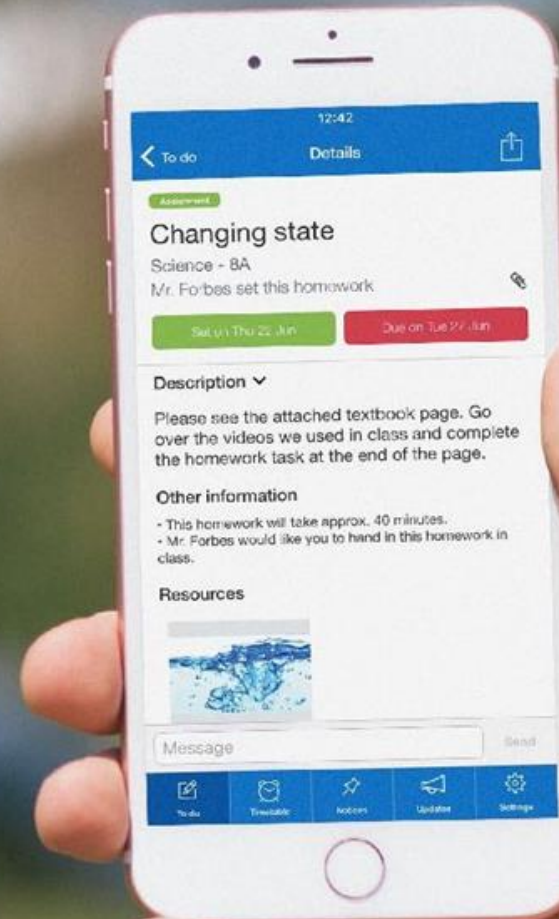 12:42
To do
Details
Assignment
Changing state
Science - 8A
Mr. Forbes set this homework
Set on Thu 22 Jun
Due on Tue 27 Jun
Description
Please see the attached textbook page. Go
over the videos we used in class and complete
the homework task at the end of the page.
Other information
- This homework will take approx. 40 minutes.
- Mr. Forbes would like you to hand in this homework in
class.
Resources
Message
Send
To do
Timetable
Notices
Updates
Settings